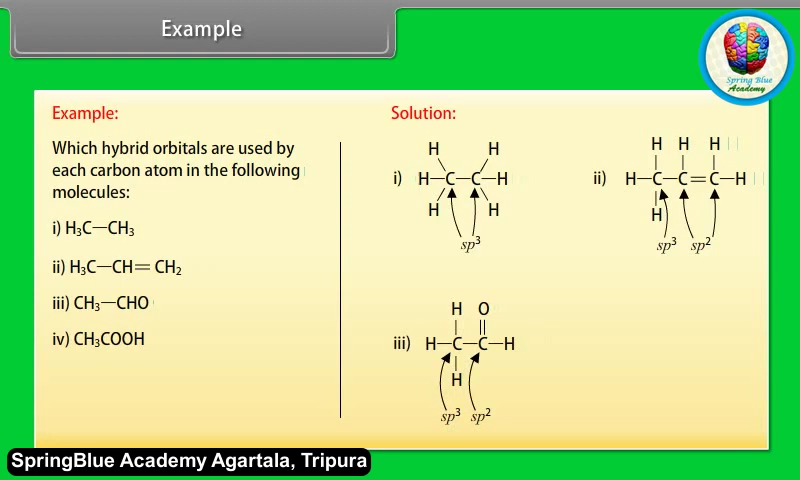 Example
Spring Blue
Academy
Example:
Which hybrid orbitals are used by
each carbon atom in the following
molecules:
i) H₃C—CH₃
ii) H₃C—CH=CH₂
iii) CH₃—CHO
iv) CH₃COOH
Solution:
i)
H H
H—C—C—H
H H
sp³
ii)
H H H
H—C—C=C—H
H
sp³ sp²
iii)
H O
H—C—C—H
H
sp³ sp²
SpringBlue Academy Agartala, Tripura